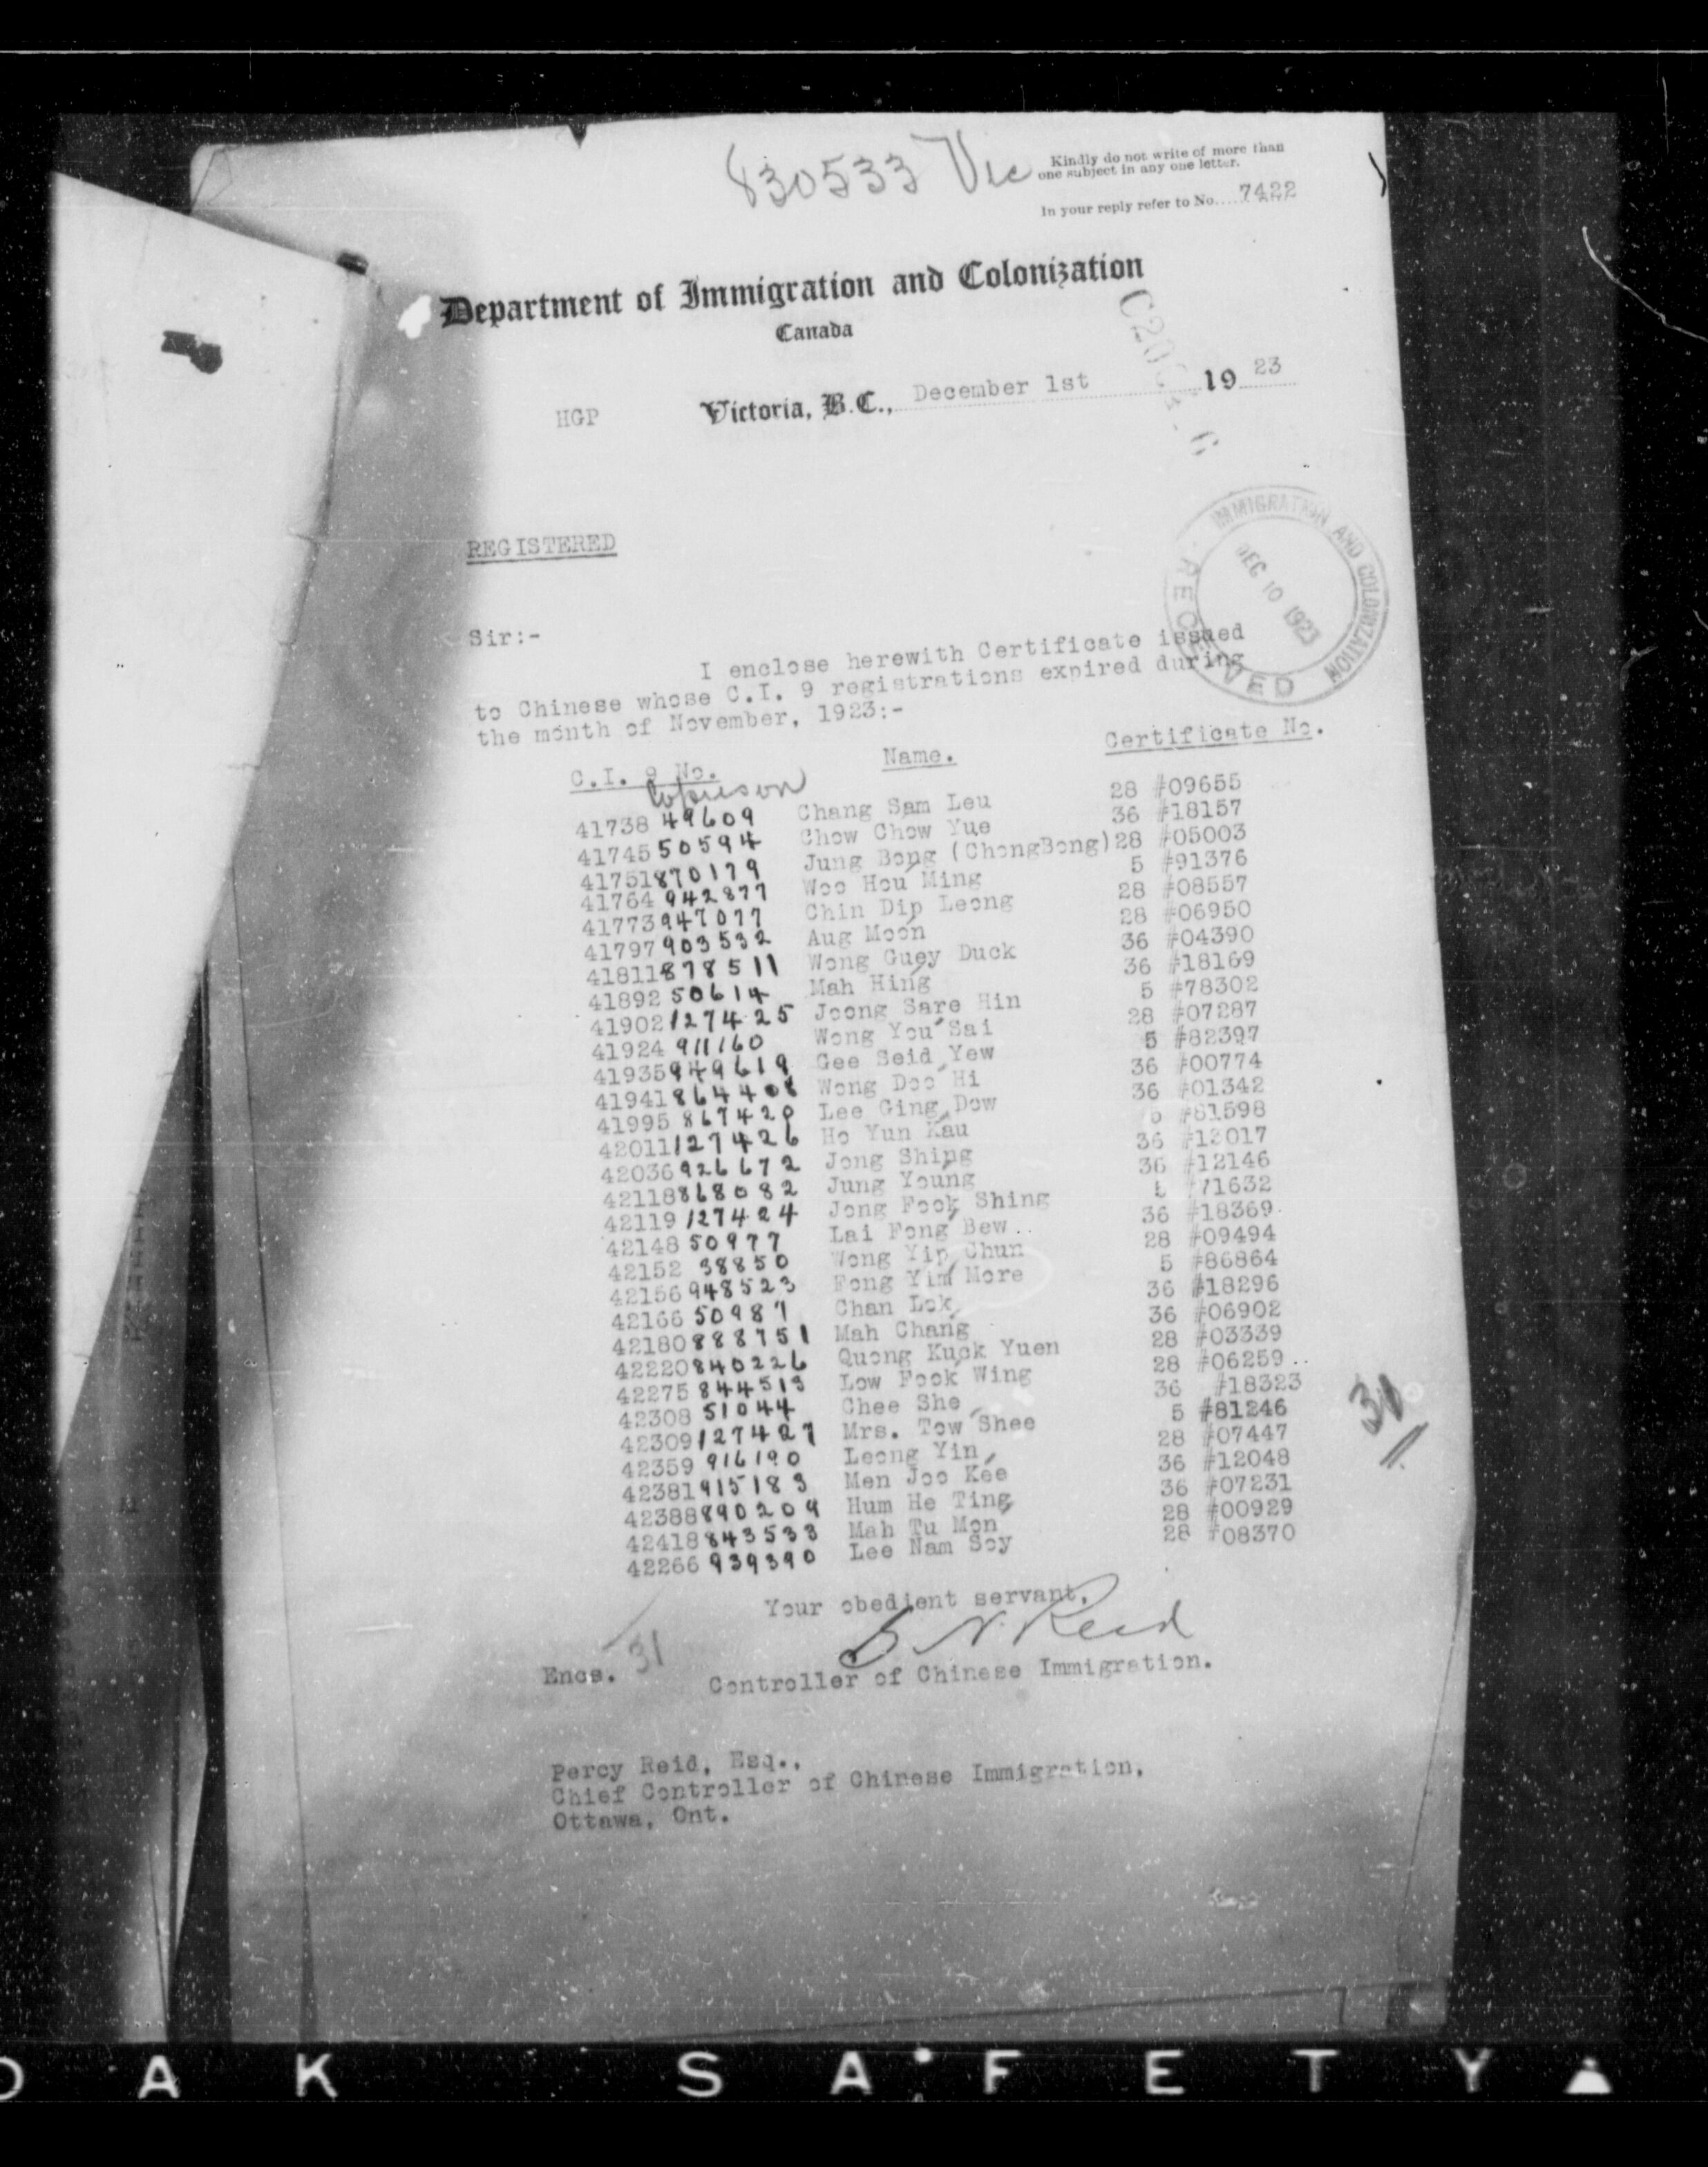 830533 Vic
Kindly do not write of more than
one subject in any one letter.
In your reply refer to No. 7422
Department of Immigration and Colonization
Canada
HGP Victoria, B.C., December 1st 1923
IMMIGRATION AND COLONIZATION
DEC 10 1923
RECEIVED
REGISTERED
Sir:-
I enclose herewith Certificate issued
to Chinese whose C.I. 9 registrations expired during
the month of November, 1923:-
C.I. 9 No. Name. Certificate No.
41738 49609 Chang Sam Leu 28 #09655
41745 50594 Chow Chow Yue 36 #18157
41751 870179 Jung Bong (ChongBong) 28 #05003
41764 942877 Woo Hou Ming 5 #91376
41773 947077 Chin Dip Leong 28 #08557
41797 903532 Aug Moon 28 #06950
41811 878511 Wong Guey Duck 36 #04390
41892 50614 Mah Hing 36 #18169
41902 127425 Joong Sare Hin 5 #78302
41924 911160 Wong You Sai 28 #07287
41935 949619 Gee Seid Yew 5 #82397
41941 864408 Wong Doo Hi 36 #00774
41995 867420 Lee Ging Dow 36 #01342
42011 127426 Ho Yun Kau 5 #81598
42036 926672 Jong Shing 36 #12017
42118 868082 Jung Young 36 #12146
42119 127424 Jong Fook Shing 5 #71632
42148 50977 Lai Fong Bew.. 36 #18369
42152 38850 Wong Yip Chun 28 #09494
42156 948523 Fong Yim More 5 #86864
42166 50987 Chan Lok 36 #18296
42180 888751 Mah Chang 36 #06902
42220 840226 Quong Kuok Yuen 28 #03339
42275 844513 Low Fook Wing 28 #06259..
42308 51044 Chee She 36 #18323
42309 127427 Mrs. Tow Shee 5 #81246
42359 916190 Leong Yin 28 #07447
42381 915183 Men Joo Kee 36 #12048
42388 890209 Hum He Ting 36 #07231
42418 843533 Mah Tu Mon 28 #00929
42266 939390 Lee Nam Soy 28 #08370
31
Your obedient servant,
Reid
Encs. 31
Controller of Chinese Immigration.
Percy Reid, Esq.,
Chief Controller of Chinese Immigration,
Ottawa, Ont.
O A K S A F E T Y